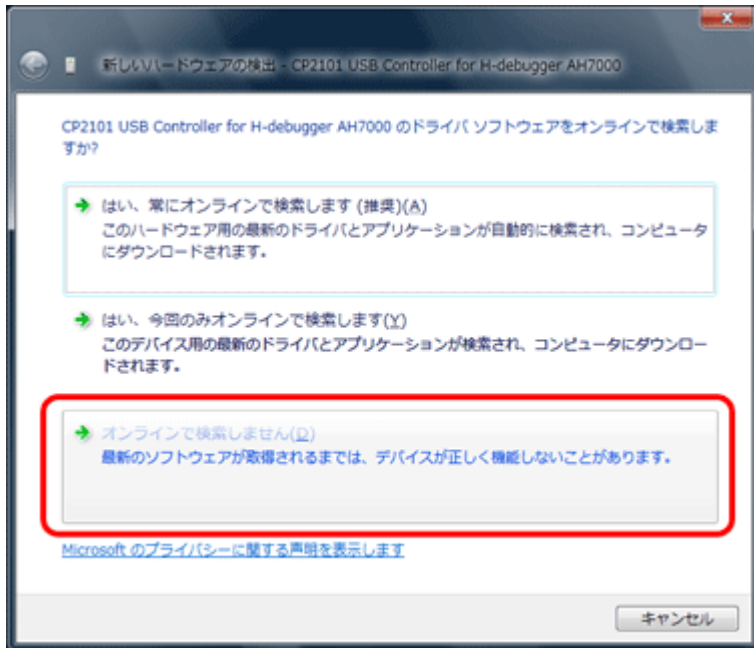 新しいハードウェアの検出 - CP2101 USB Controller for H-debugger AH7000
CP2101 USB Controller for H-debugger AH7000 のドライバ ソフトウェアをオンラインで検索しま
すか?
はい、常にオンラインで検索します (推奨)(A)
このハードウェア用の最新のドライバとアプリケーションが自動的に検索され、コンピュータ
にダウンロードされます。
はい、今回のみオンラインで検索します(Y)
このデバイス用の最新のドライバとアプリケーションが検索され、コンピュータにダウンロー
ドされます。
オンラインで検索しません(D)
最新のソフトウェアが取得されるまでは、デバイスが正しく機能しないことがあります。
Microsoft のプライバシーに関する声明を表示します
キャンセル